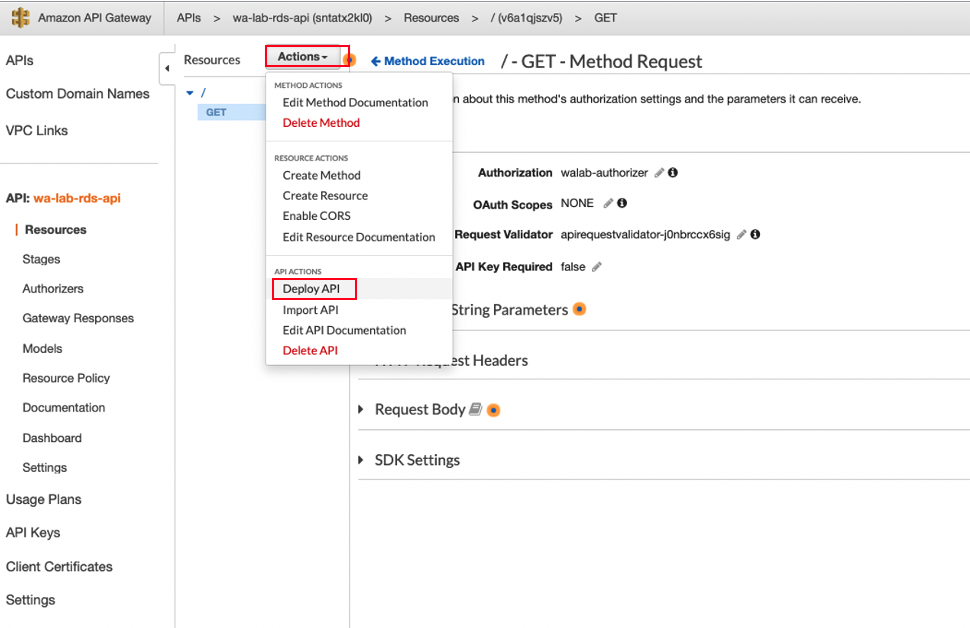 Amazon API Gateway APIs > wa-lab-rds-api (sntatx2kl0) > Resources > / (v6a1qjszv5) > GET
APIs
Custom Domain Names
VPC Links
API: wa-lab-rds-api
Resources
Stages
Authorizers
Gateway Responses
Models
Resource Policy
Documentation
Dashboard
Settings
Usage Plans
API Keys
Client Certificates
Settings
Resources
Actions
/
GET
METHOD ACTIONS
Edit Method Documentation
Delete Method
RESOURCE ACTIONS
Create Method
Create Resource
Enable CORS
Edit Resource Documentation
API ACTIONS
Deploy API
Import API
Edit API Documentation
Delete API
Method Execution / - GET - Method Request
about this method's authorization settings and the parameters it can receive.
Authorization walab-authorizer
OAuth Scopes NONE
Request Validator apirequestvalidator-j0nbrccx6sig
API Key Required false
String Parameters
Request Headers
Request Body
SDK Settings